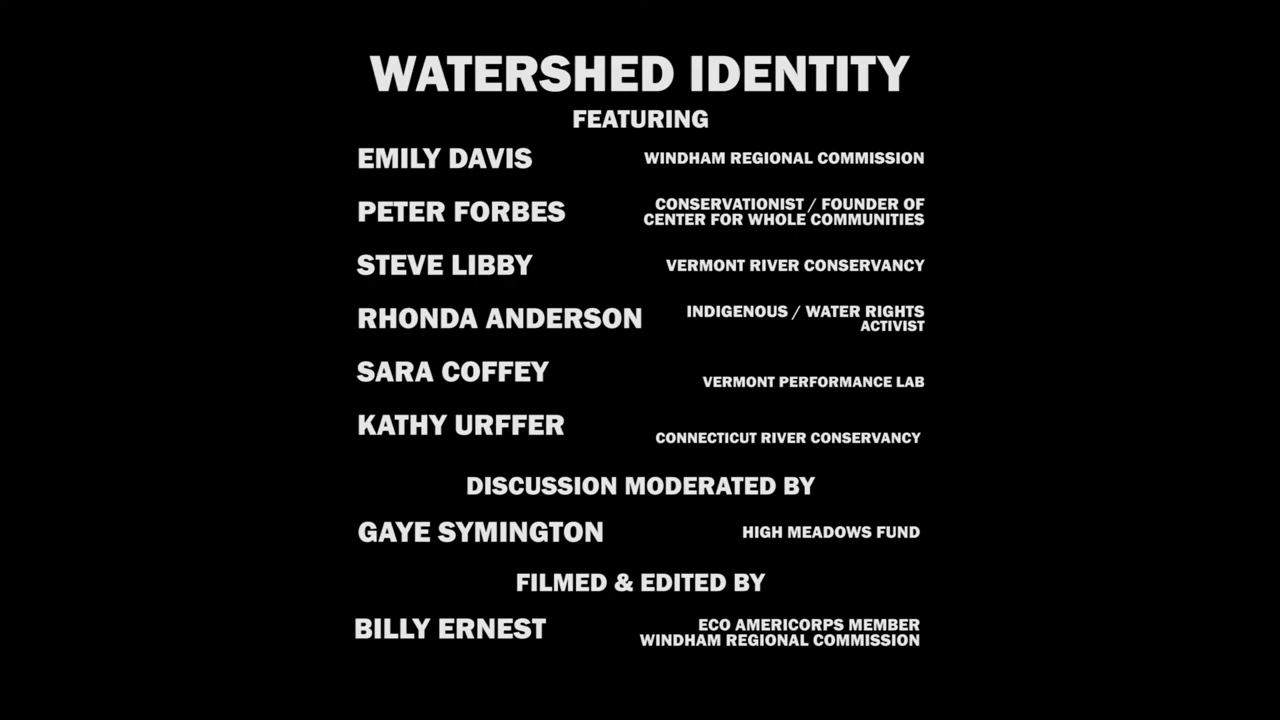 WATERSHED IDENTITY
FEATURING
EMILY DAVIS WINDHAM REGIONAL COMMISSION
PETER FORBES CONSERVATIONIST / FOUNDER OF
CENTER FOR WHOLE COMMUNITIES
STEVE LIBBY VERMONT RIVER CONSERVANCY
RHONDA ANDERSON INDIGENOUS / WATER RIGHTS
ACTIVIST
SARA COFFEY VERMONT PERFORMANCE LAB
KATHY URFFER CONNECTICUT RIVER CONSERVANCY
DISCUSSION MODERATED BY
GAYE SYMINGTON HIGH MEADOWS FUND
FILMED & EDITED BY
BILLY ERNEST ECO AMERICORPS MEMBER
WINDHAM REGIONAL COMMISSION